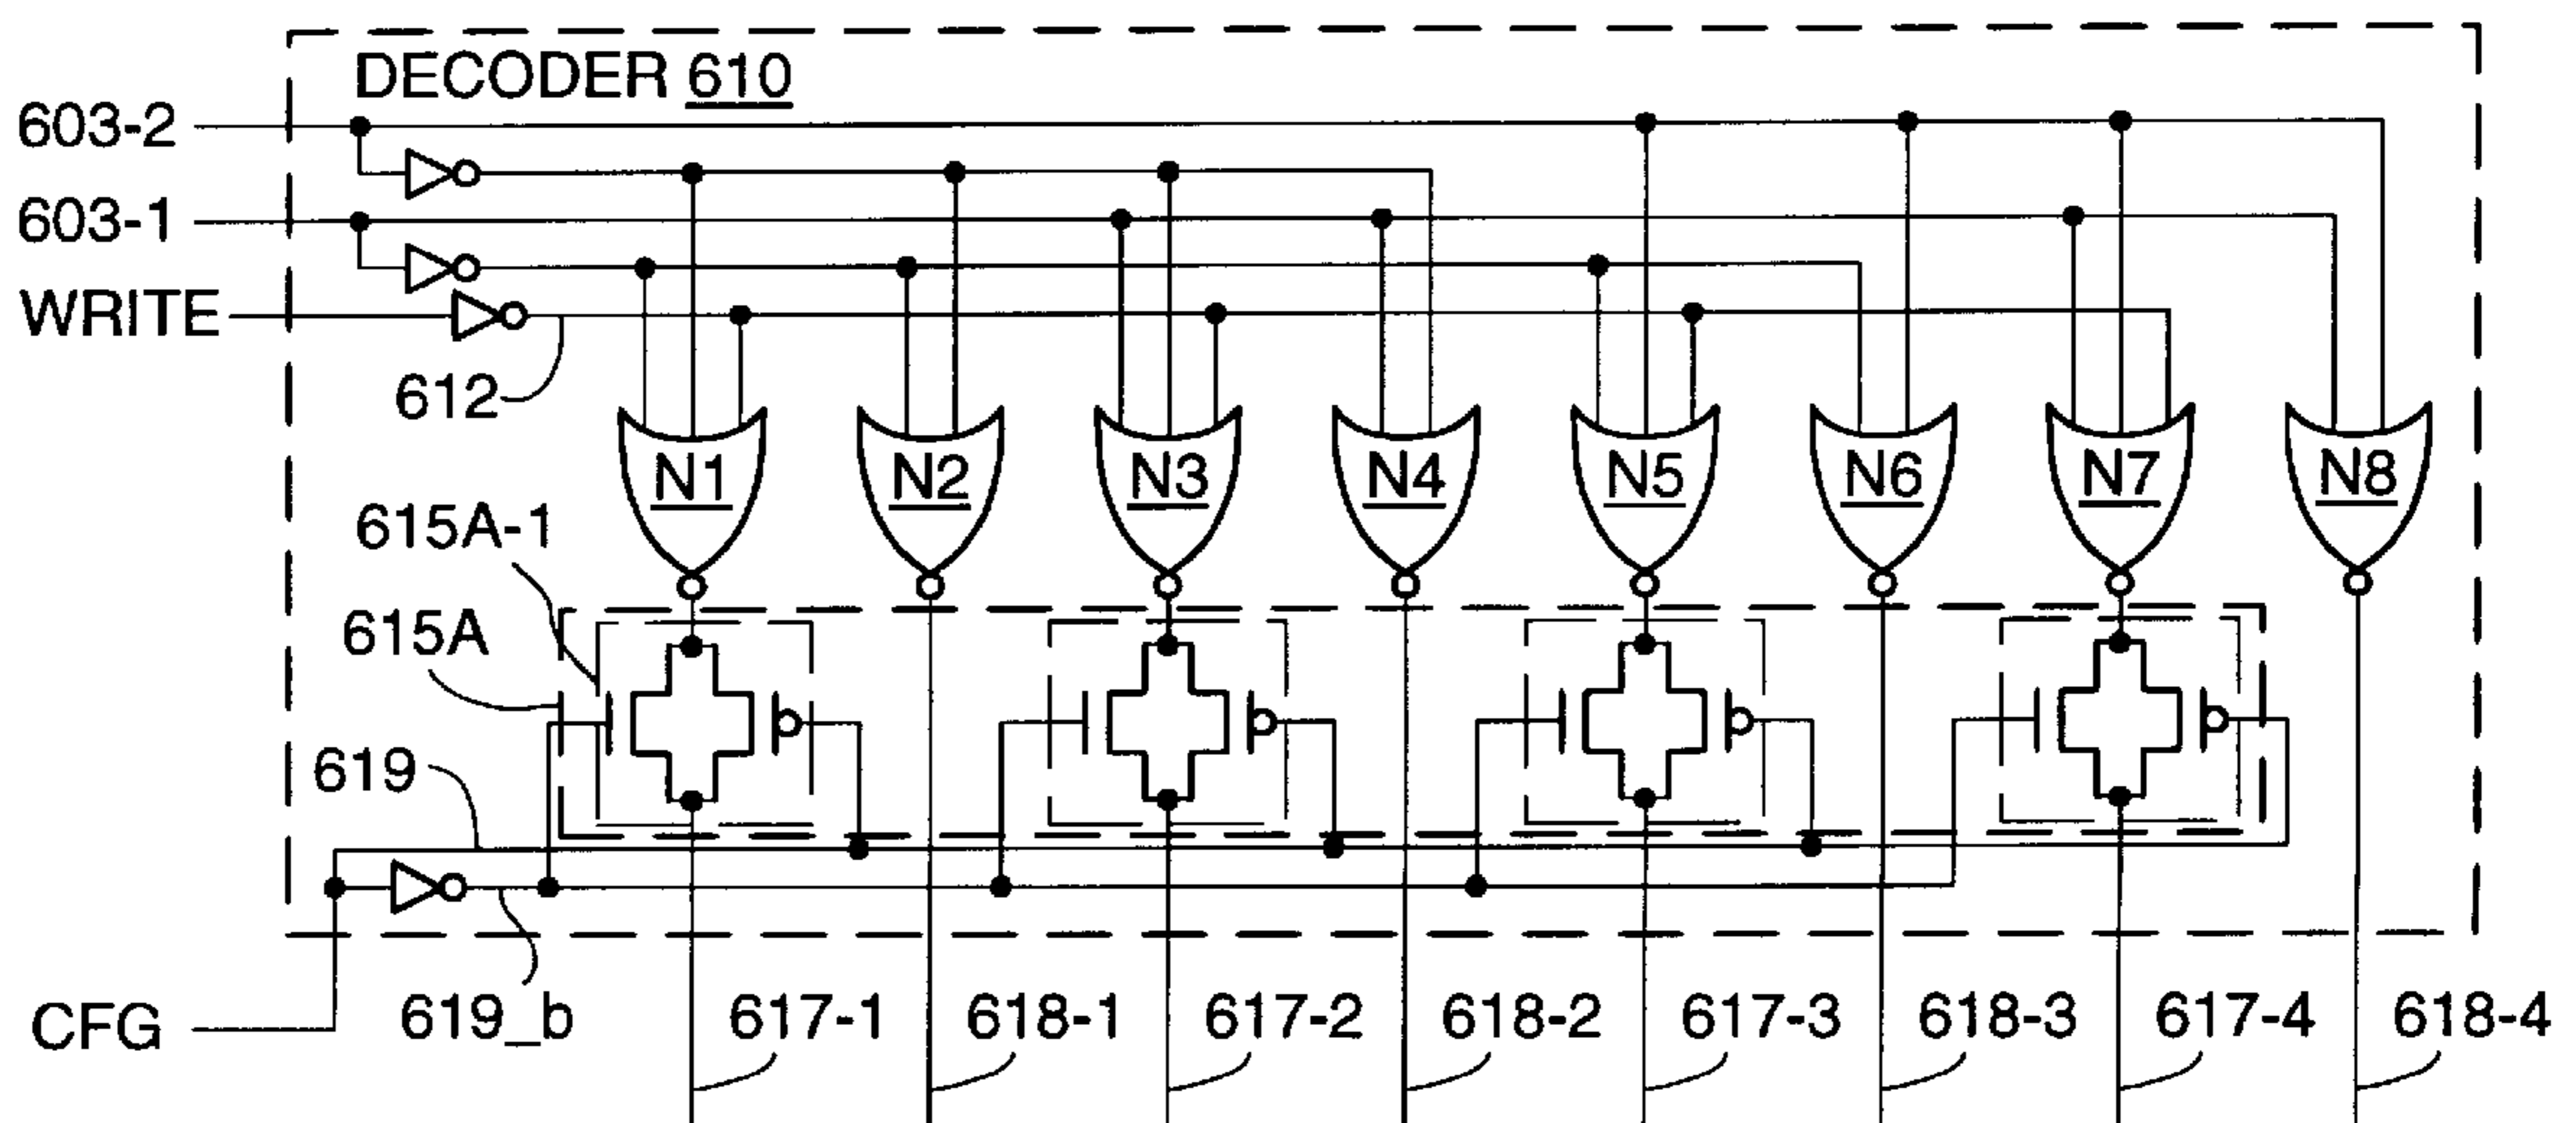 DECODER 610
603-2
603-1
WRITE
612
N1 N2 N3 N4 N5 N6 N7 N8
615A-1
615A
619
CFG
619_b
617-1 618-1 617-2 618-2 617-3 618-3 617-4 618-4